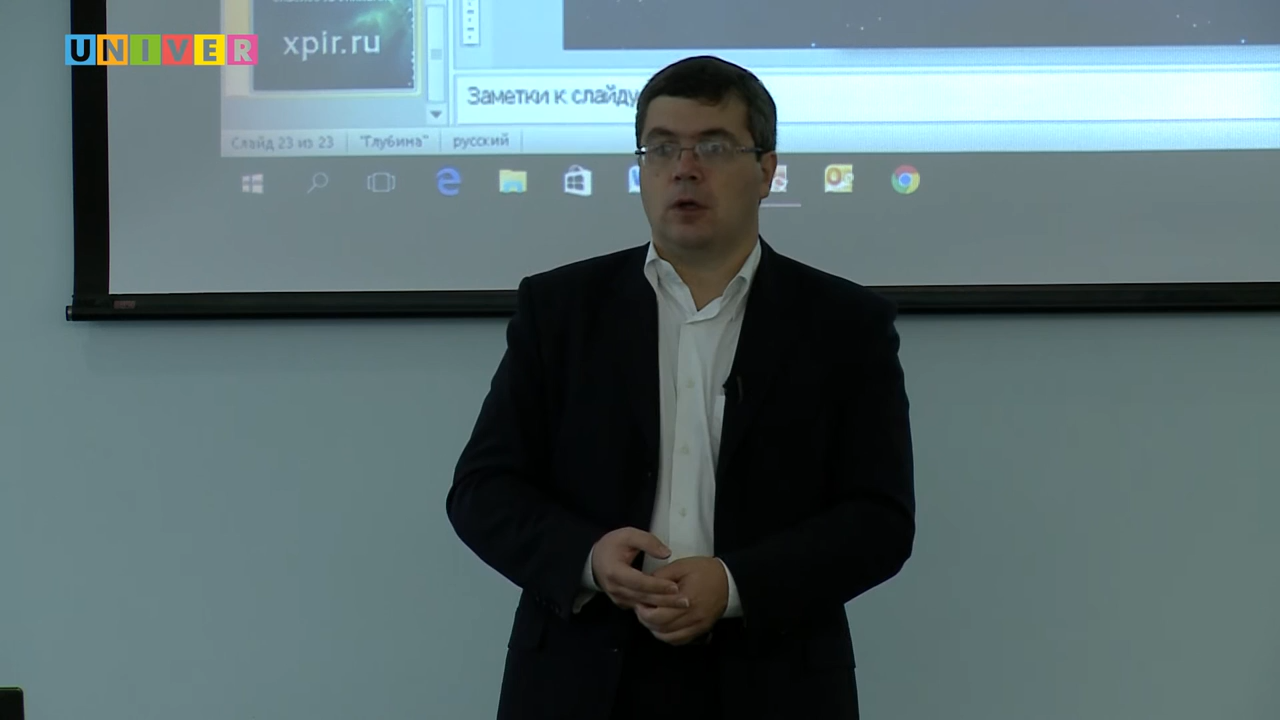 UNIVER
xpir.ru
Заметки к слайду
Слайд 23 из 23
"Глубина"
русский